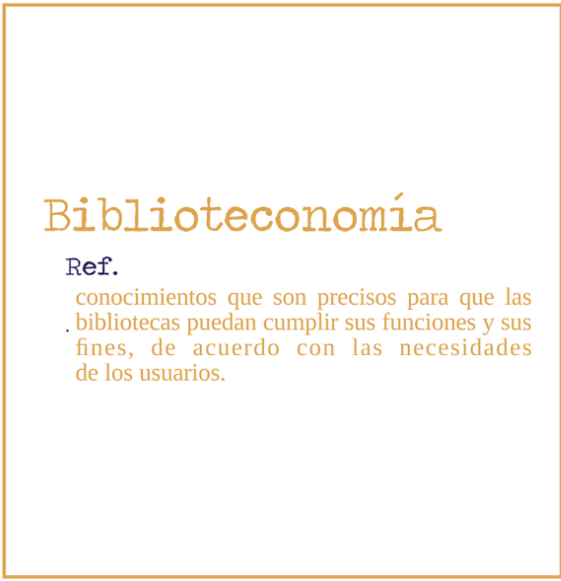 Biblioteconomía
Ref.
conocimientos que son precisos para que las
. bibliotecas puedan cumplir sus funciones y sus
fines, de acuerdo con las necesidades
de los usuarios.